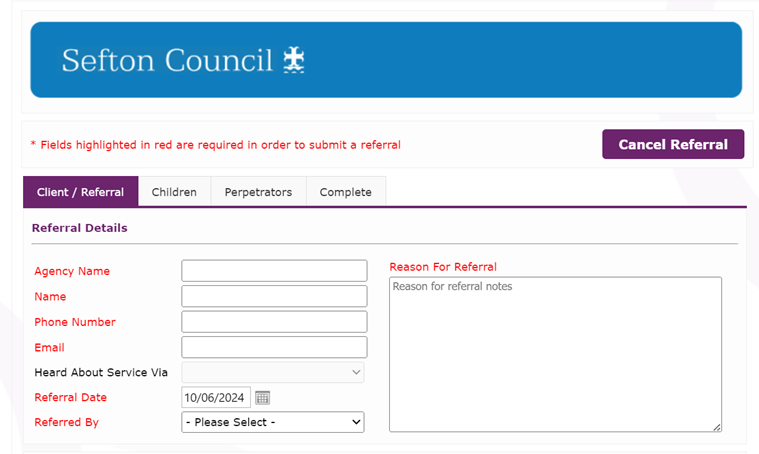 Sefton Council
* Fields highlighted in red are required in order to submit a referral
Cancel Referral
Client / Referral
Children
Perpetrators
Complete
Referral Details
Agency Name
Name
Phone Number
Email
Heard About Service Via
Referral Date
10/06/2024
Referred By
- Please Select -
Reason For Referral
Reason for referral notes